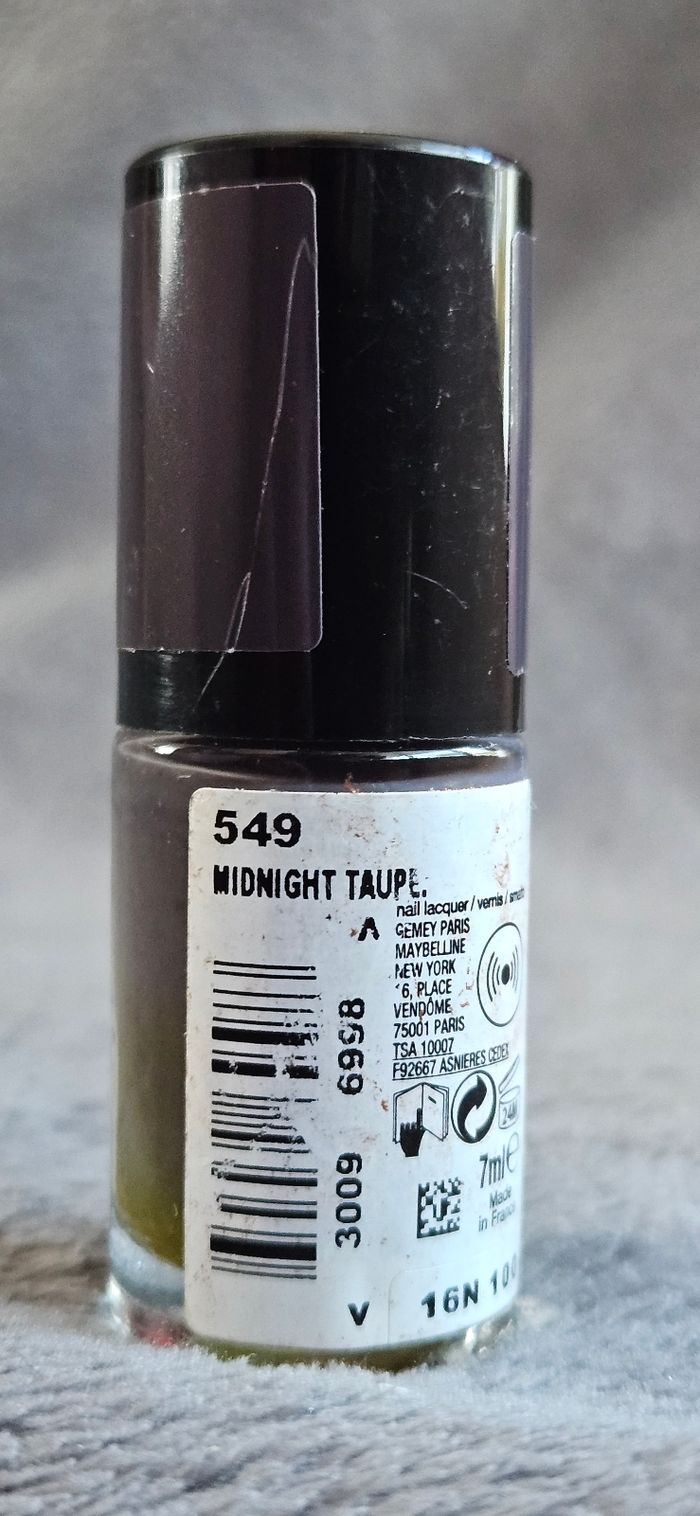 549
MIDNIGHT TAUPE.
nail lacquer / vernis /
GEMEY PARIS
MAYBELLINE
NEW YORK
16, PLACE
VENDÔME
75001 PARIS
TSA 10007
F92667 ASNIERES CEDEX
3009 6998
24M
7ml e
Made
in France
16N 100